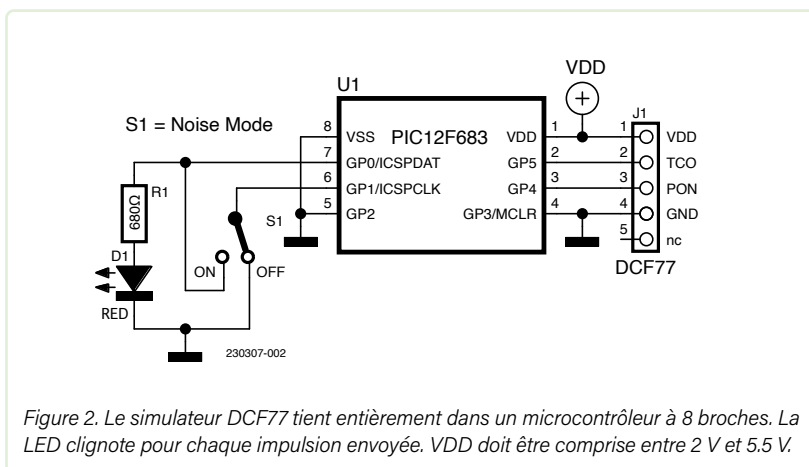 VDD
U1
J1
S1 = Noise Mode
8 VSS PIC12F683 VDD 1 1 VDD
7 GP0/ICSPDAT GP5 2 2 TCO
6 GP1/ICSPCLK GP4 3 3 PON
5 GP2 GP3/MCLR 4 4 GND
5 nc
DCF77
R1
680Ω
S1
D1
ON OFF
RED
230307-002
Figure 2. Le simulateur DCF77 tient entièrement dans un microcontrôleur à 8 broches. La
LED clignote pour chaque impulsion envoyée. VDD doit être comprise entre 2 V et 5.5 V.